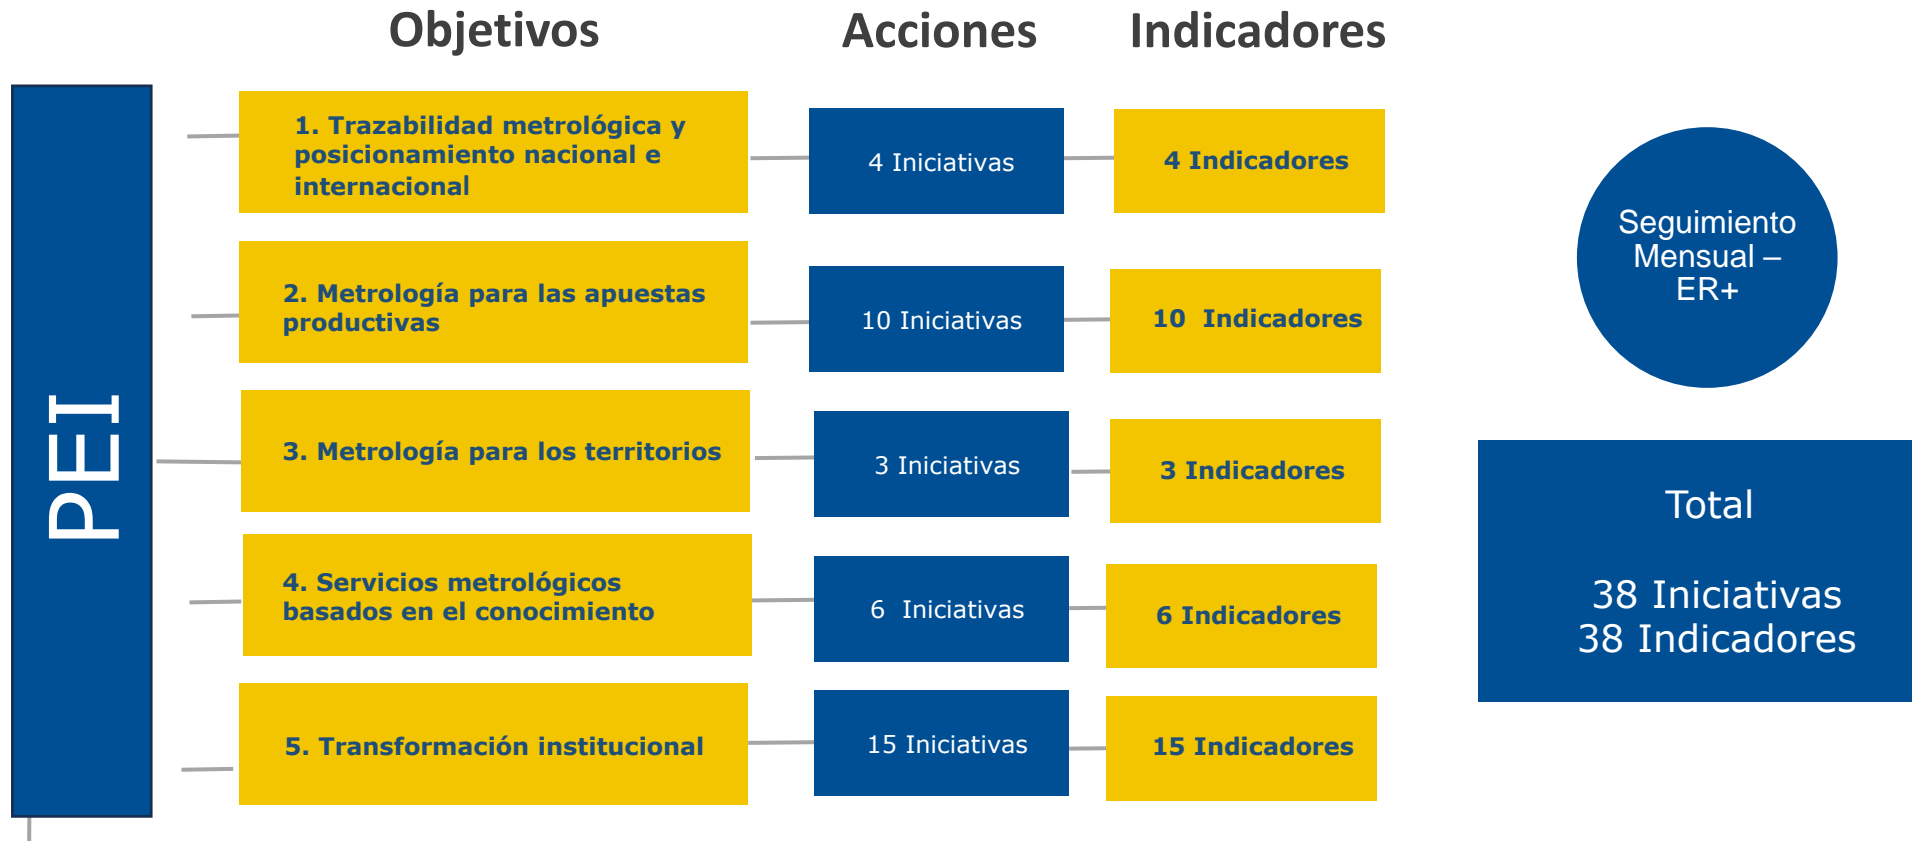 Objetivos
Acciones
Indicadores
PEI
1. Trazabilidad metrológica y
posicionamiento nacional e
internacional
4 Iniciativas
4 Indicadores
2. Metrología para las apuestas
productivas
10 Iniciativas
10 Indicadores
3. Metrología para los territorios
3 Iniciativas
3 Indicadores
4. Servicios metrológicos
basados en el conocimiento
6 Iniciativas
6 Indicadores
5. Transformación institucional
15 Iniciativas
15 Indicadores
Seguimiento
Mensual –
ER+
Total
38 Iniciativas
38 Indicadores